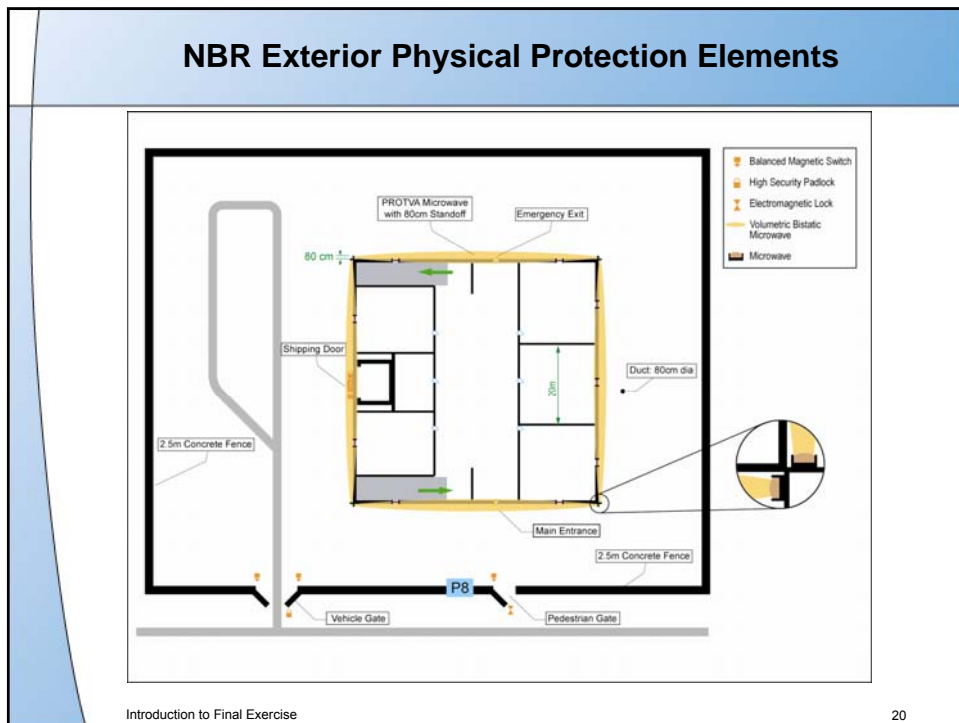 NBR Exterior Physical Protection Elements
Balanced Magnetic Switch
High Security Padlock
Electromagnetic Lock
Volumetric Bistatic
Microwave
Microwave
PROTVA Microwave
with 80cm Standoff
Emergency Exit
80 cm
Shipping Door
20m
Duct: 80cm dia
2.5m Concrete Fence
Main Entrance
2.5m Concrete Fence
P8
Vehicle Gate
Pedestrian Gate
Introduction to Final Exercise
20